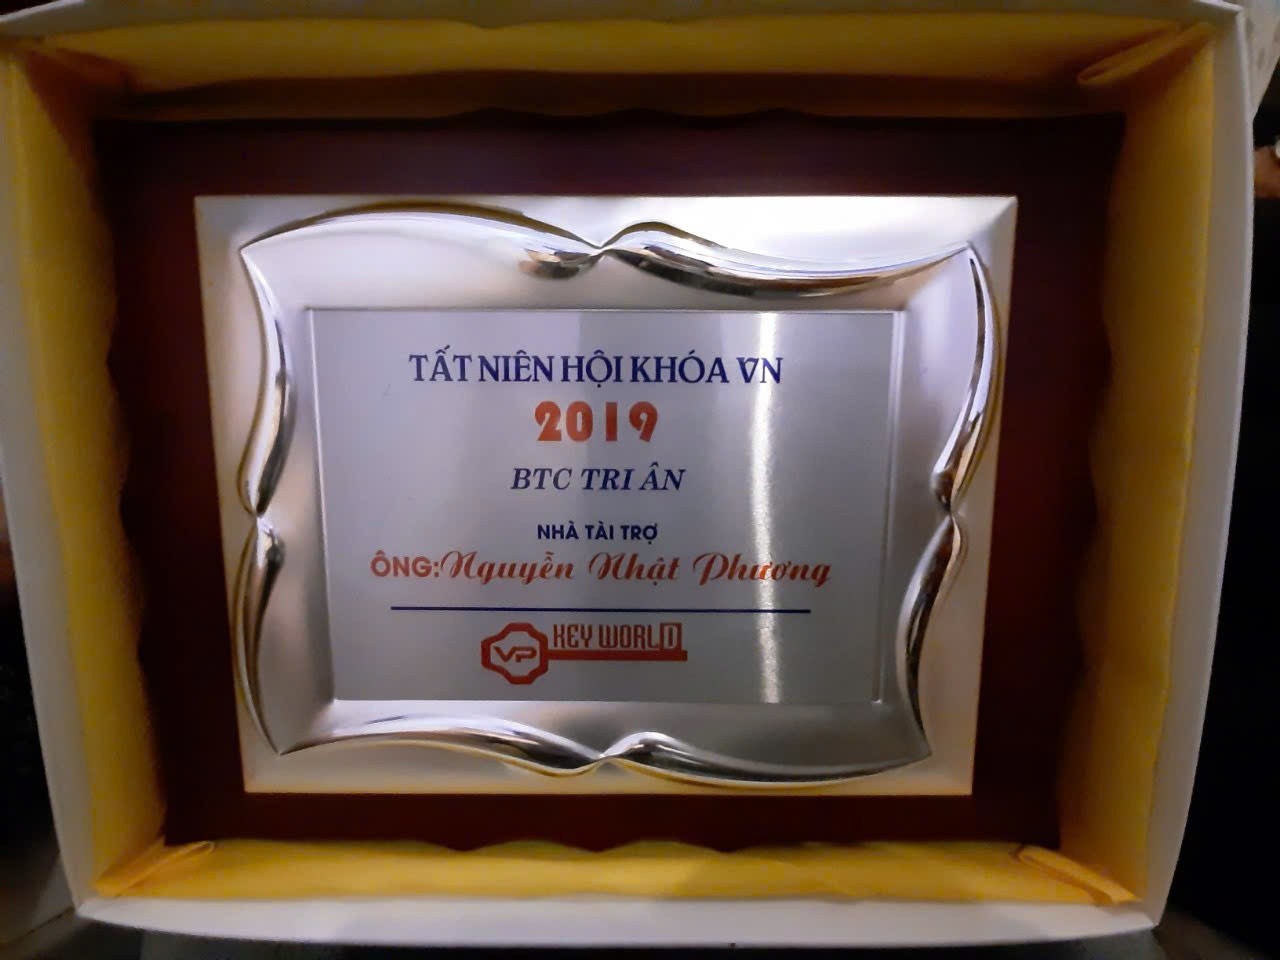 TẤT NIÊN HỘI KHÓA VN
2019
BTC TRI ÂN
NHÀ TÀI TRỢ
ÔNG: Nguyễn Nhật Phương
KEY WORLD
VP